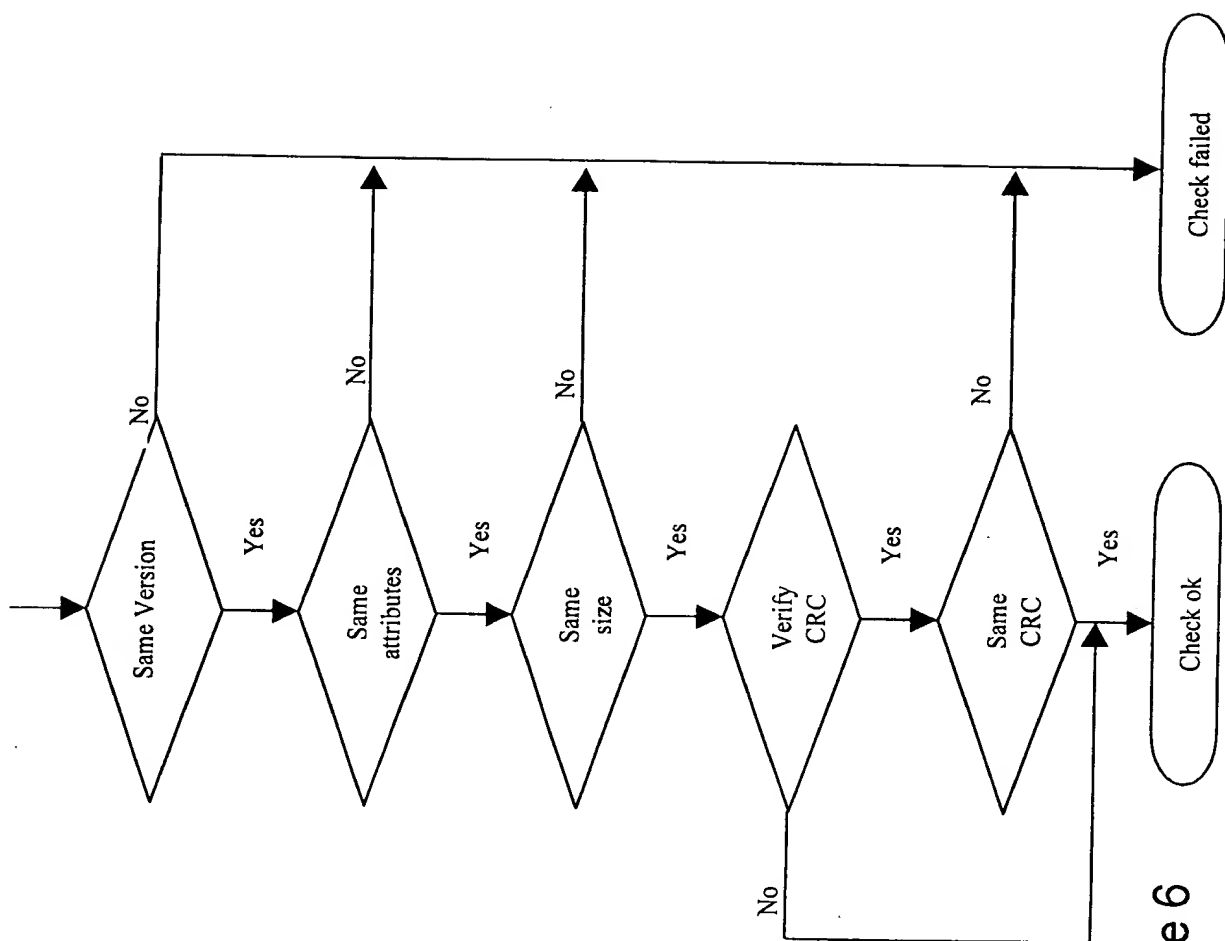 Same Version
No
Yes
Same
attributes
No
Yes
Same
size
No
Yes
Verify
CRC
No
Yes
Same
CRC
No
Yes
Check ok
Check failed
e 6